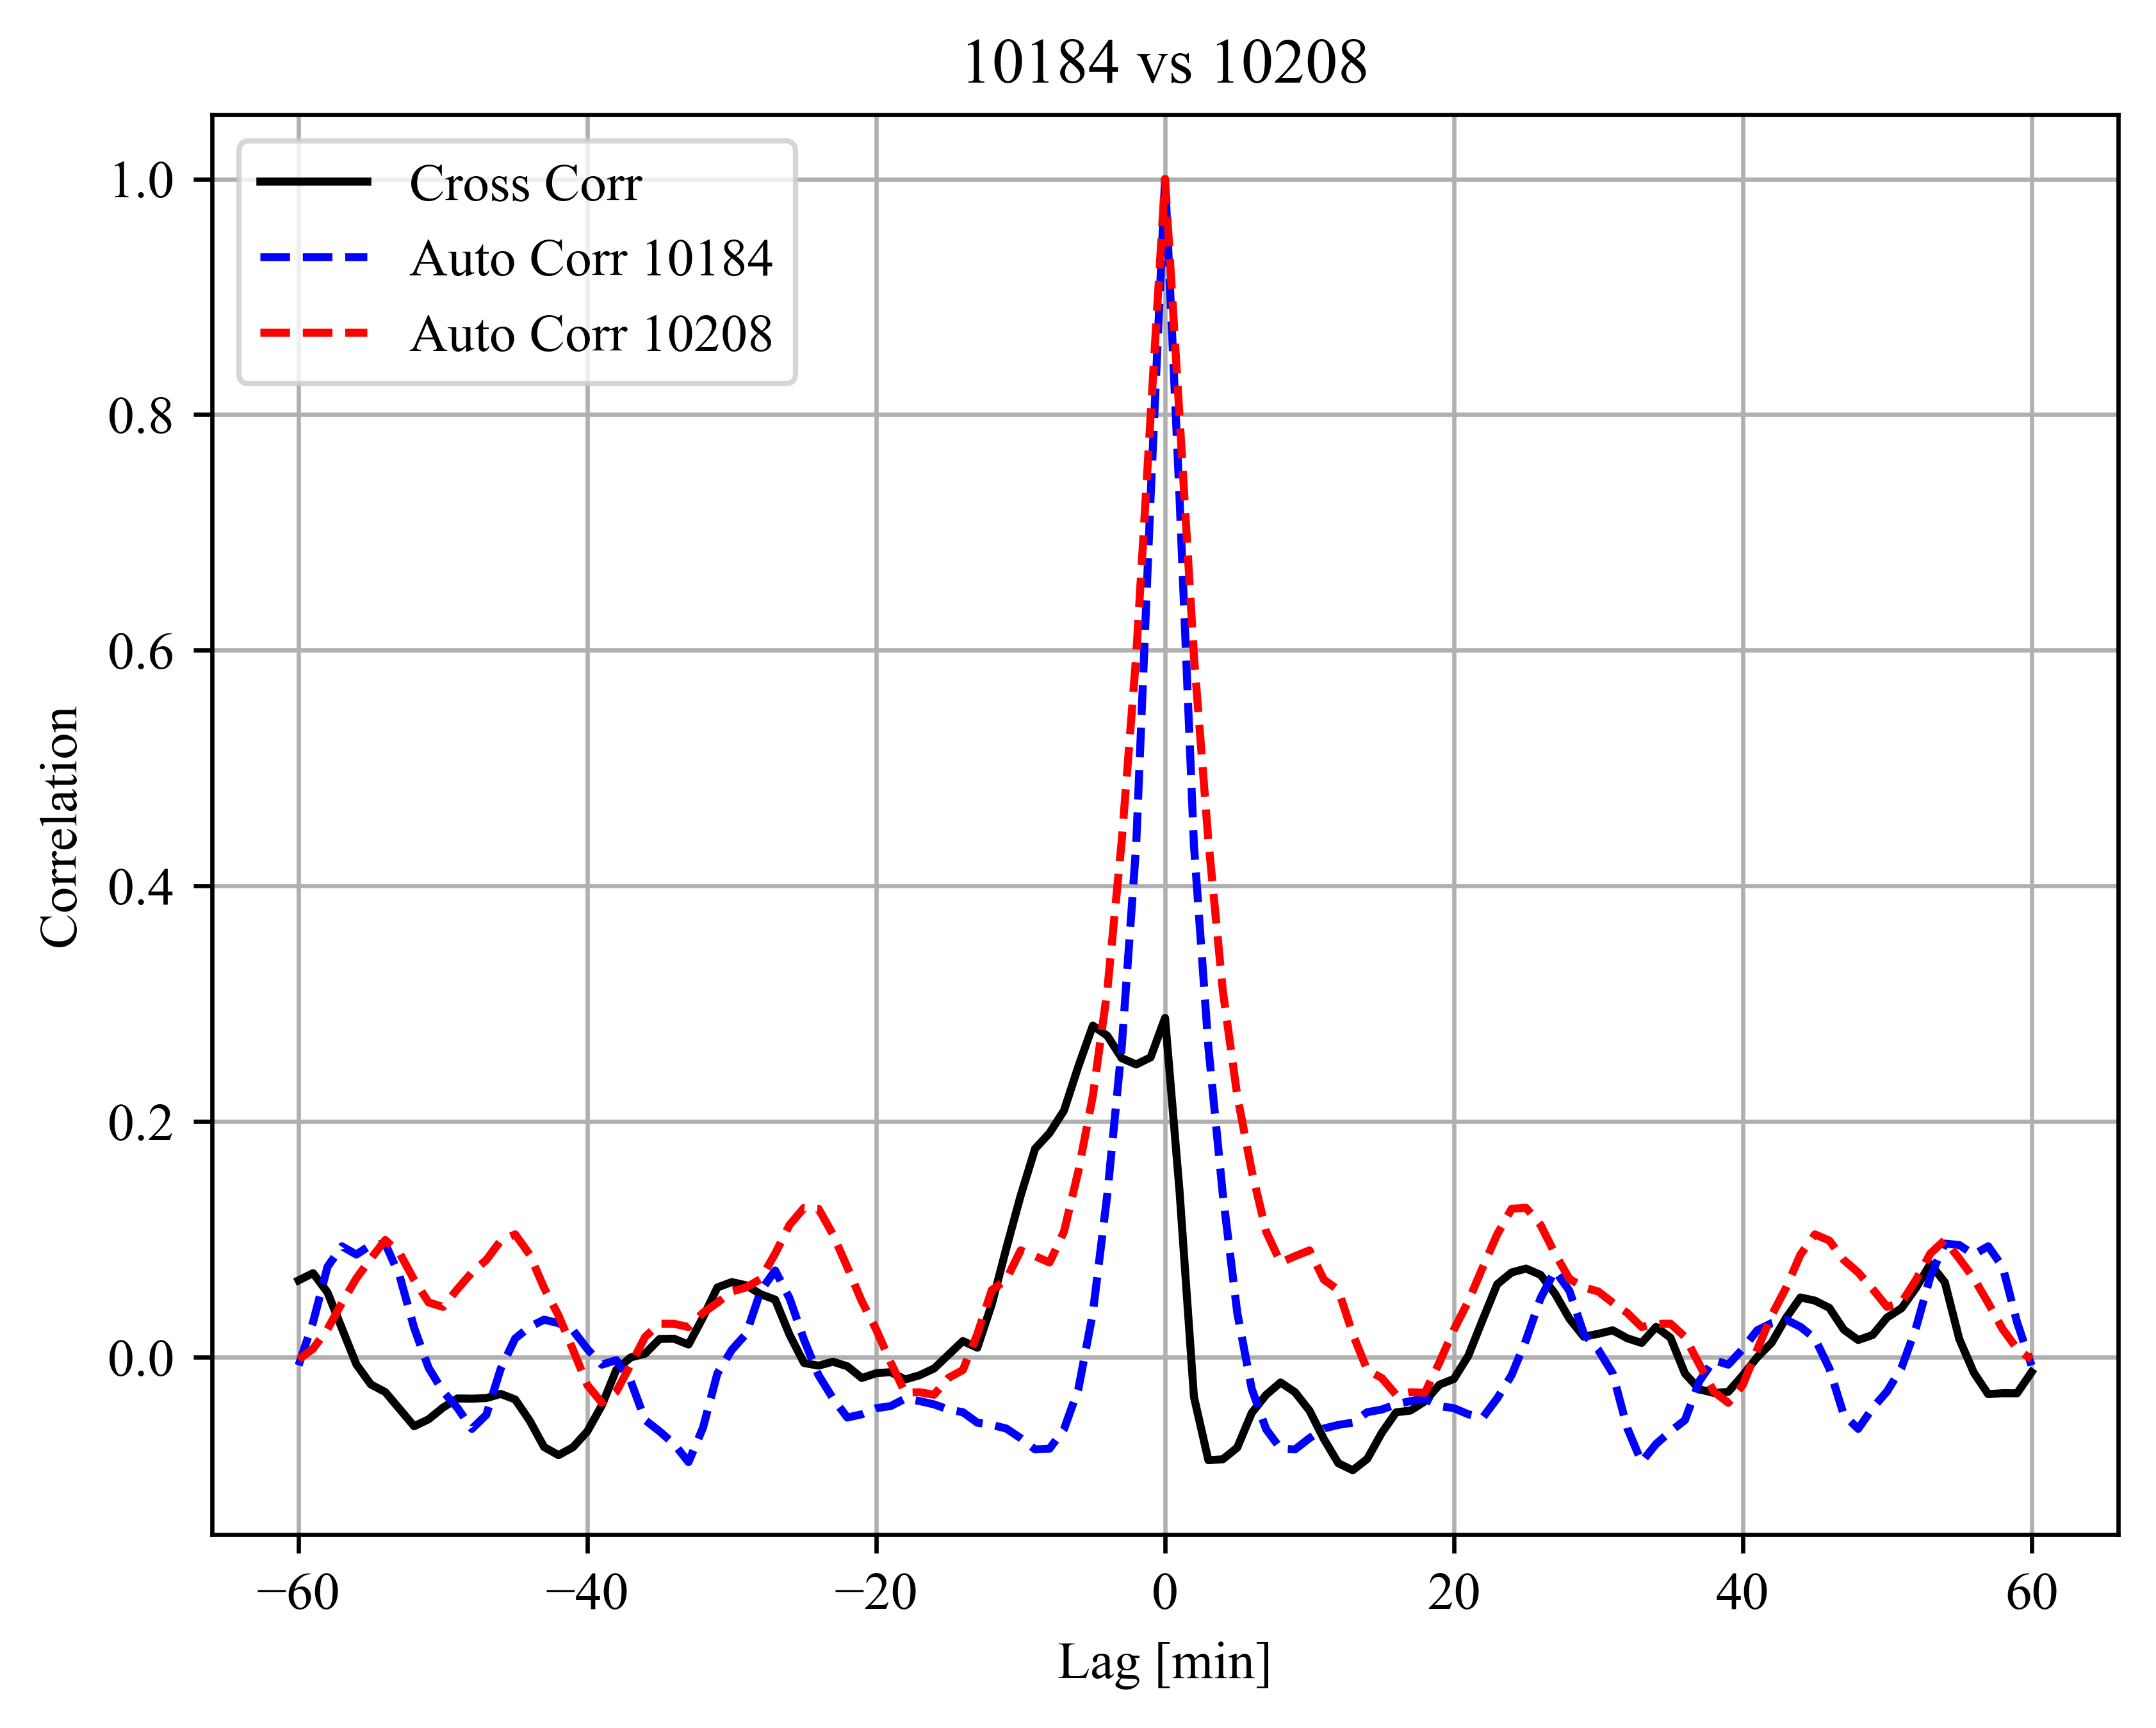 10184 vs 10208
Cross Corr
Auto Corr 10184
Auto Corr 10208
1.0
0.8
0.6
0.4
0.2
0.0
Correlation
−60 −40 −20 0 20 40 60
Lag [min]